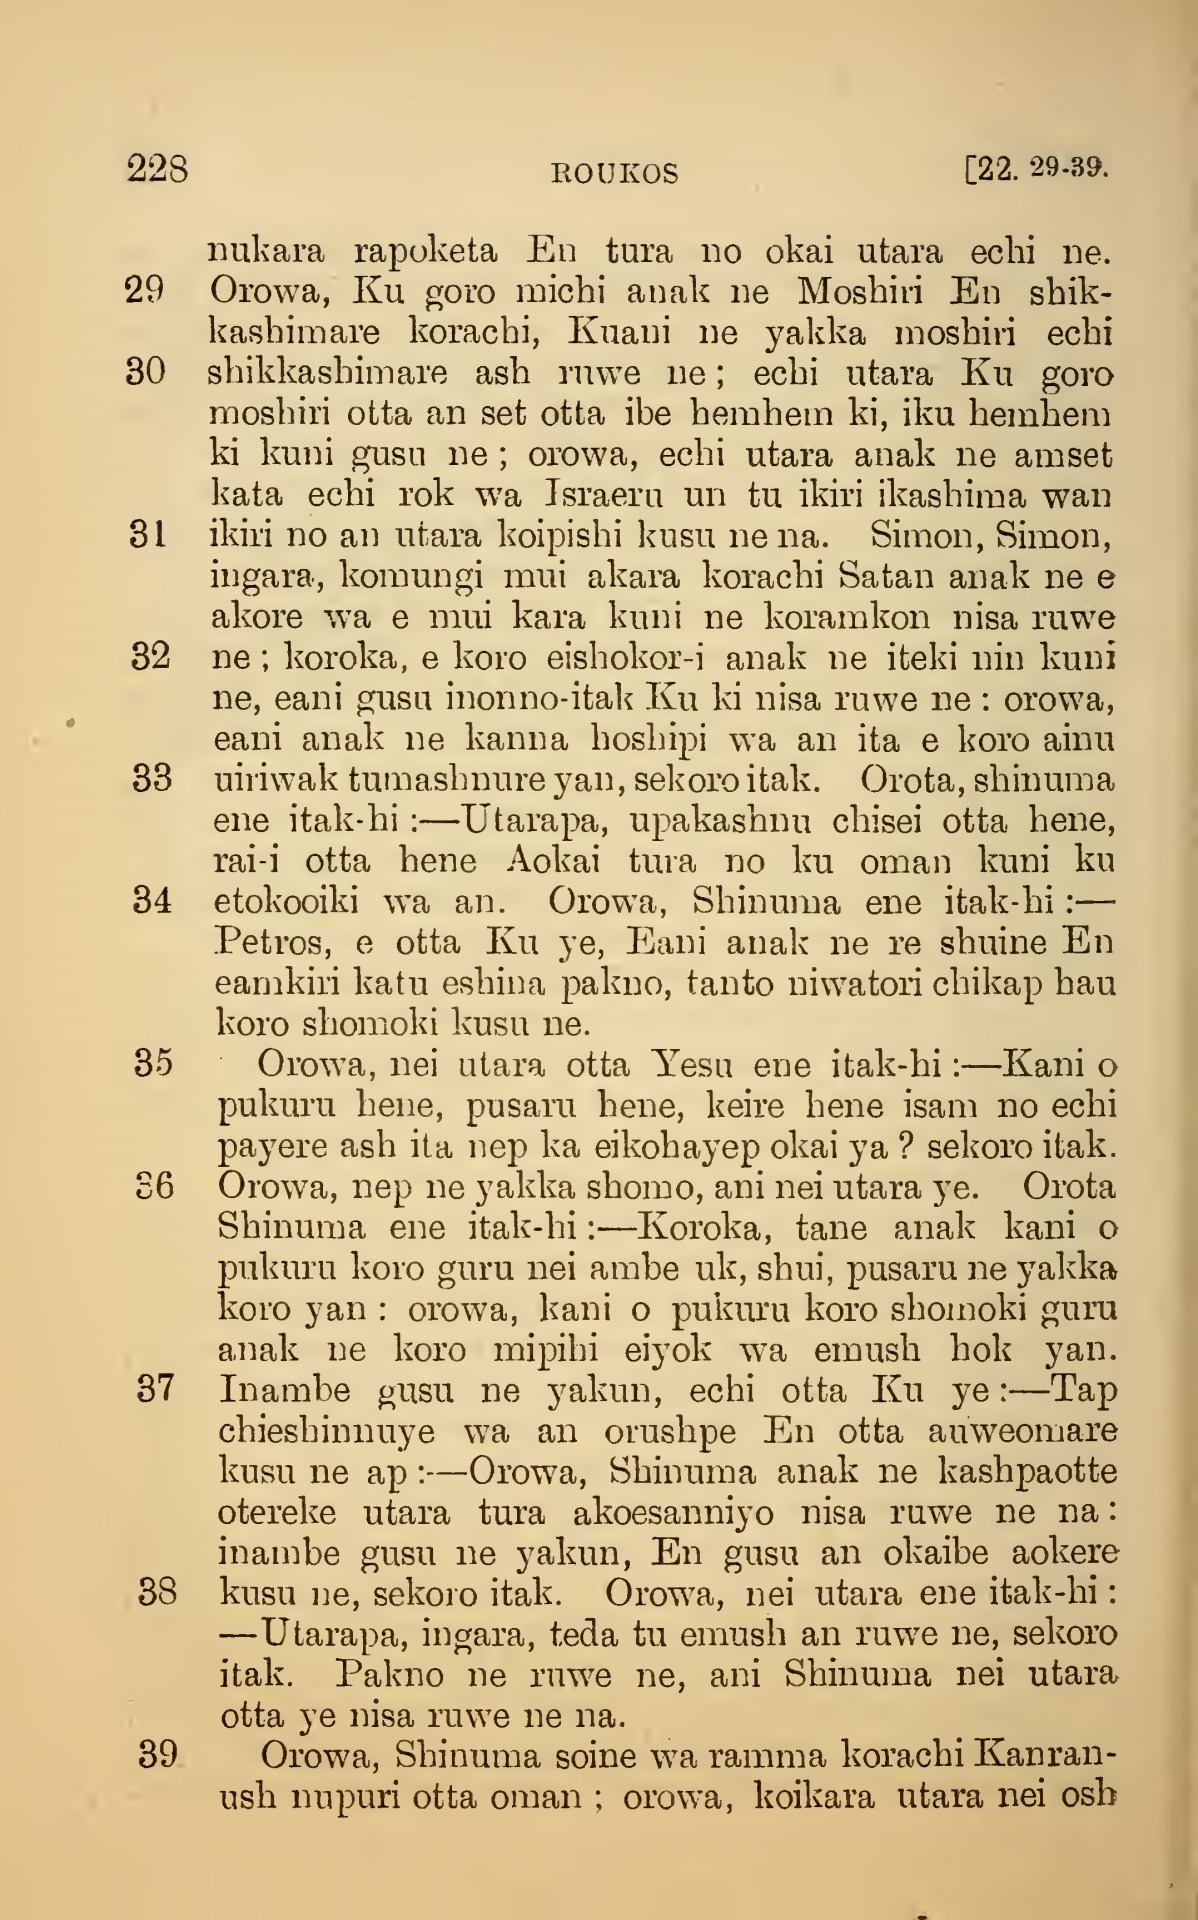 228 ROUKOS [22. 29-39.
nukara rapoketa En tura no okai utara echi ne.
29 Orowa, Ku goro michi anak ne Moshiri En shik-
kashimare korachi, Kuani ne yakka moshiri echi
30 shikkashimare ash ruwe ne ; echi utara Ku goro
moshiri otta an set otta ibe hemhem ki, iku hemhem
ki kuni gusu ne ; orowa, echi utara anak ne amset
kata echi rok wa Israeru un tu ikiri ikashima wan
31 ikiri no an utara koipishi kusu ne na. Simon, Simon,
ingara, komungi mui akara korachi Satan anak ne e
akore wa e mui kara kuni ne koramkon nisa ruwe
32 ne ; koroka, e koro eishokor-i anak ne iteki nin kuni
ne, eani gusu inonno-itak Ku ki nisa ruwe ne : orowa,
eani anak ne kanna hoshipi wa an ita e koro ainu
33 uiriwak tumashnure yan, sekoro itak. Orota, shinuma
ene itak-hi :—Utarapa, upakashnu chisei otta hene,
rai-i otta hene Aokai tura no ku oman kuni ku
34 etokooiki wa an. Orowa, Shinuma ene itak-hi :—
Petros, e otta Ku ye, Eani anak ne re shuine En
eamkiri katu eshina pakno, tanto niwatori chikap hau
koro shomoki kusu ne.
35 Orowa, nei utara otta Yesu ene itak-hi :—Kani o
pukuru hene, pusaru hene, keire hene isam no echi
payere ash ita nep ka eikohayep okai ya ? sekoro itak.
36 Orowa, nep ne yakka shomo, ani nei utara ye. Orota
Shinuma ene itak-hi :—Koroka, tane anak kani o
pukuru koro guru nei ambe uk, shui, pusaru ne yakka
koro yan : orowa, kani o pukuru koro shomoki guru
anak ne koro mipihi eiyok wa emush hok yan.
37 Inambe gusu ne yakun, echi otta Ku ye :—Tap
chieshinnuye wa an orushpe En otta auweomare
kusu ne ap :—Orowa, Shinuma anak ne kashpaotte
otereke utara tura akoesanniyo nisa ruwe ne na :
inambe gusu ne yakun, En gusu an okaibe aokere
38 kusu ne, sekoro itak. Orowa, nei utara ene itak-hi :
—Utarapa, ingara, teda tu emush an ruwe ne, sekoro
itak. Pakno ne ruwe ne, ani Shinuma nei utara
otta ye nisa ruwe ne na.
39 Orowa, Shinuma soine wa ramma korachi Kanran-
ush nupuri otta oman ; orowa, koikara utara nei osh